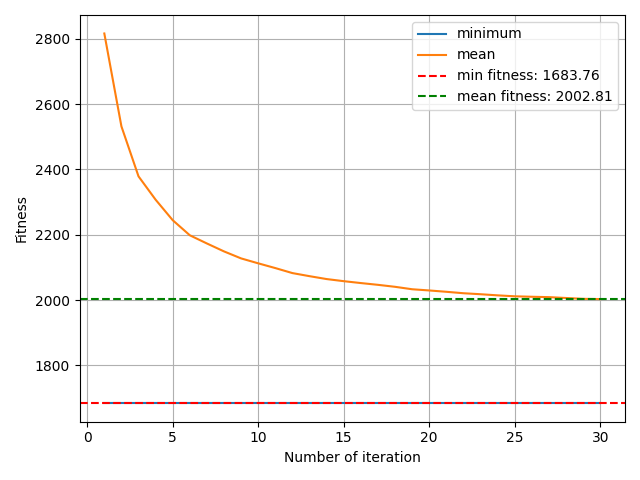 minimum
mean
min fitness: 1683.76
mean fitness: 2002.81
2800
2600
2400
2200
2000
1800
Fitness
0 5 10 15 20 25 30
Number of iteration